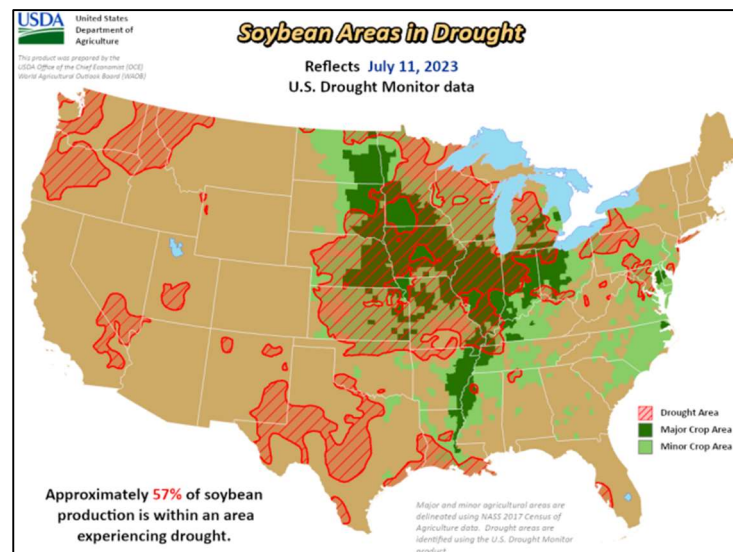 USDA
United States
Department of
Agriculture
This product was prepared by the
USDA Office of the Chief Economist (OCE)
World Agricultural Outlook Board (WAOB)
Soybean Areas in Drought
Reflects July 11, 2023
U.S. Drought Monitor data
Drought Area
Major Crop Area
Minor Crop Area
Approximately 57% of soybean
production is within an area
experiencing drought.
Major and minor agricultural areas are
delineated using NASS 2017 Census of
Agriculture data. Drought areas are
identified using the U.S. Drought Monitor
product.